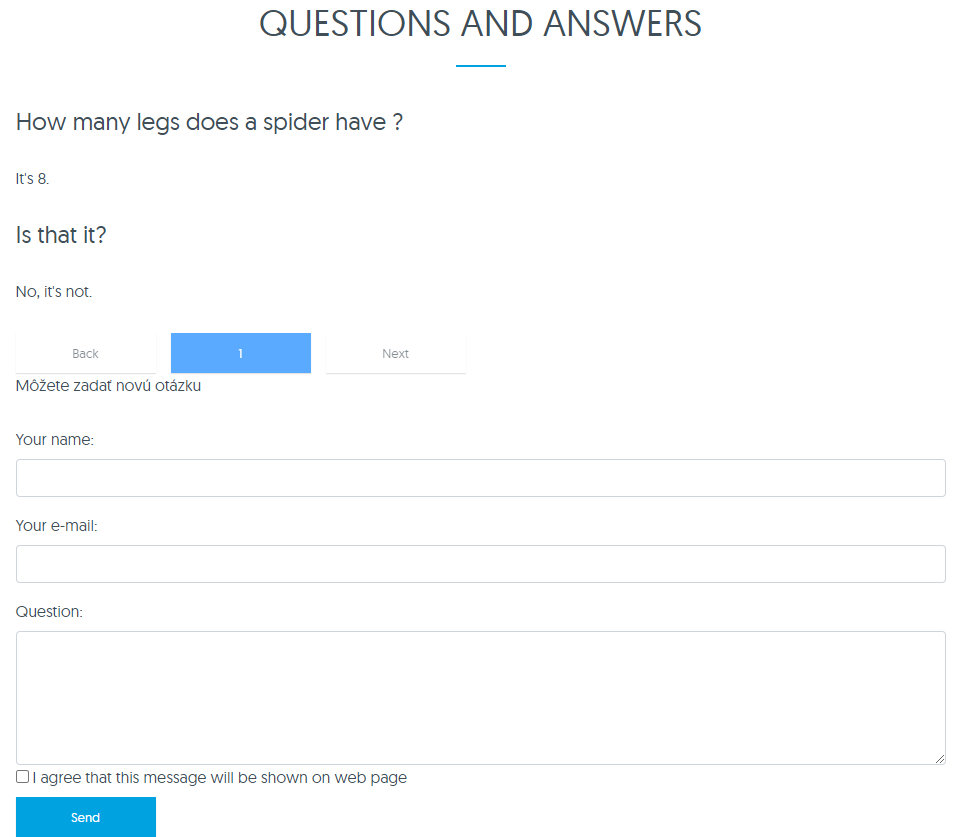 QUESTIONS AND ANSWERS
How many legs does a spider have ?
It's 8.
Is that it?
No, it's not.
Back 1 Next
Môžete zadať novú otázku
Your name:
Your e-mail:
Question:
I agree that this message will be shown on web page
Send